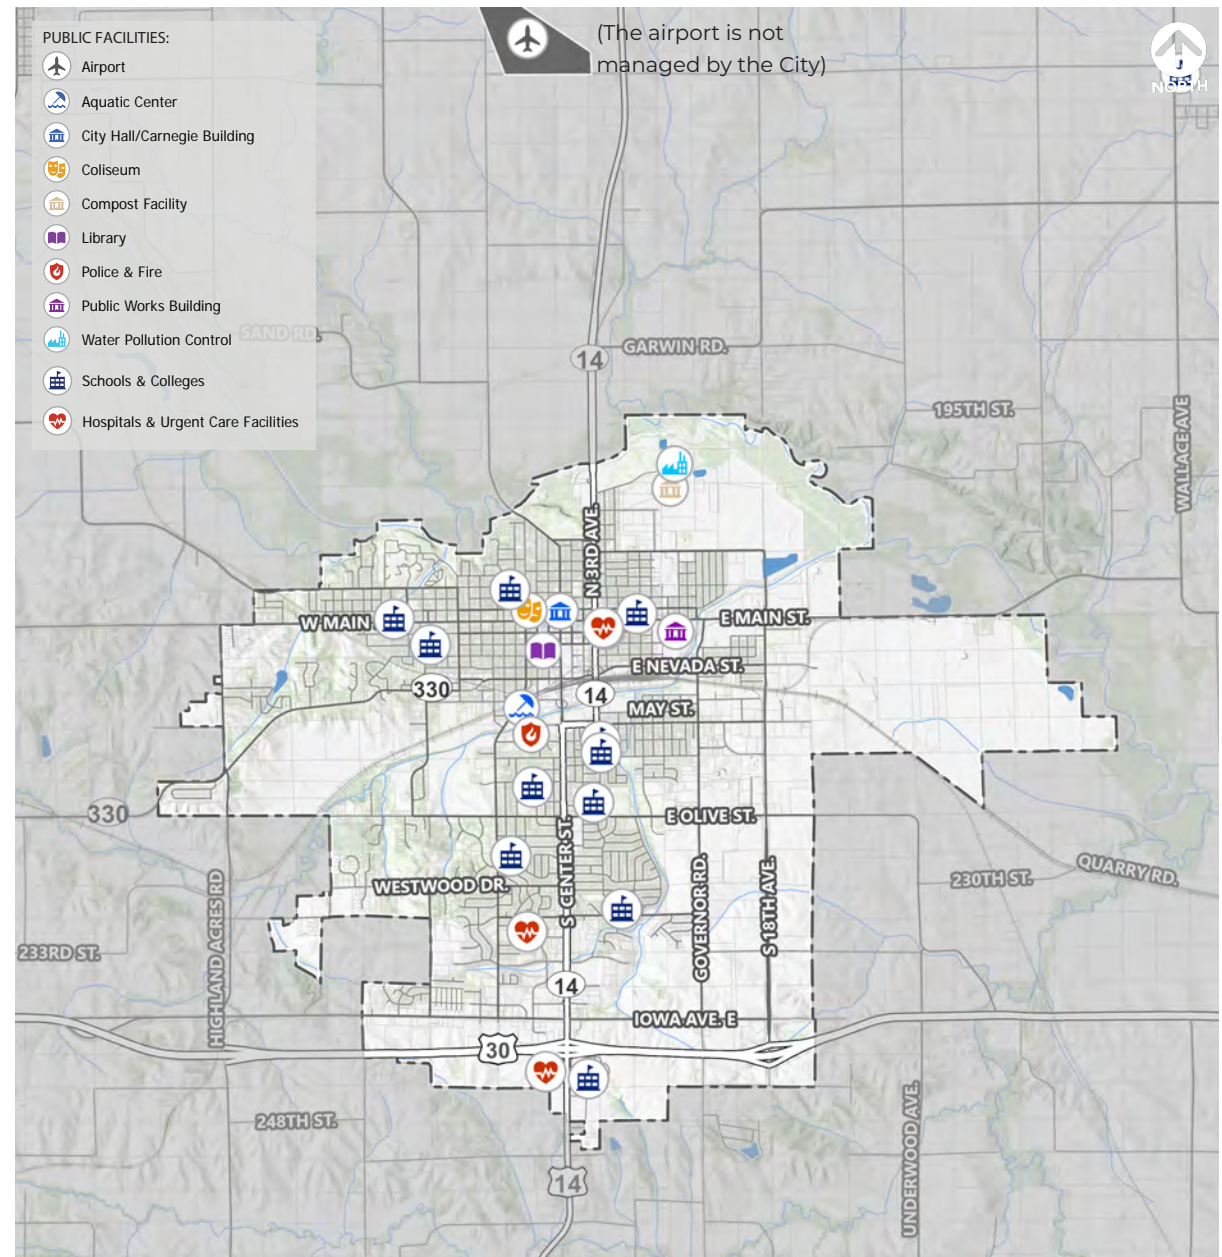 PUBLIC FACILITIES:
Airport
Aquatic Center
City Hall/Carnegie Building
Coliseum
Compost Facility
Library
Police & Fire
Public Works Building
Water Pollution Control
Schools & Colleges
Hospitals & Urgent Care Facilities
(The airport is not
managed by the City)
NORTH
SAND RD.
14
GARWIN RD.
195TH ST.
WALLACE AVE
N 3RD AVE.
W MAIN
E MAIN ST.
E NEVADA ST.
330
14
MAY ST.
330
E OLIVE ST.
S CENTER ST.
WESTWOOD DR.
GOVERNOR RD.
S 18TH AVE.
230TH ST.
QUARRY RD.
HIGHLAND ACRES RD
233RD ST.
14
IOWA AVE. E
30
248TH ST.
UNDERWOOD AVE.
14